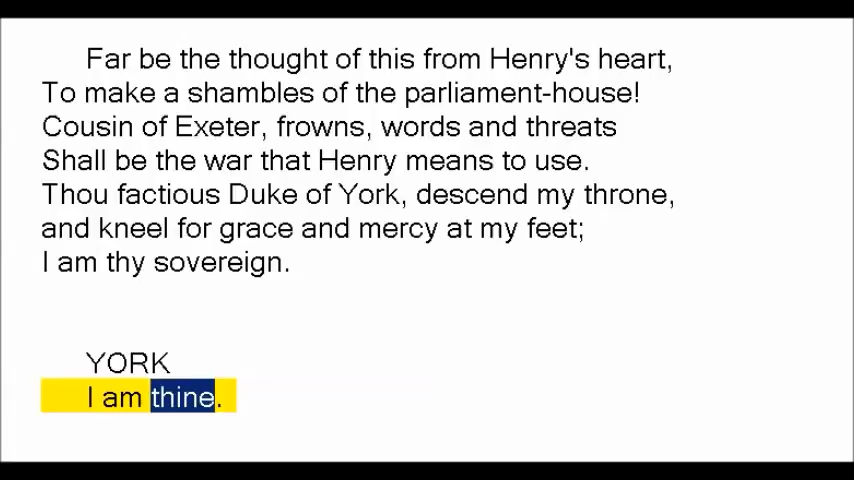 Far be the thought of this from Henry's heart,
To make a shambles of the parliament-house!
Cousin of Exeter, frowns, words and threats
Shall be the war that Henry means to use.
Thou factious Duke of York, descend my throne,
and kneel for grace and mercy at my feet;
I am thy sovereign.
YORK
I am thine.